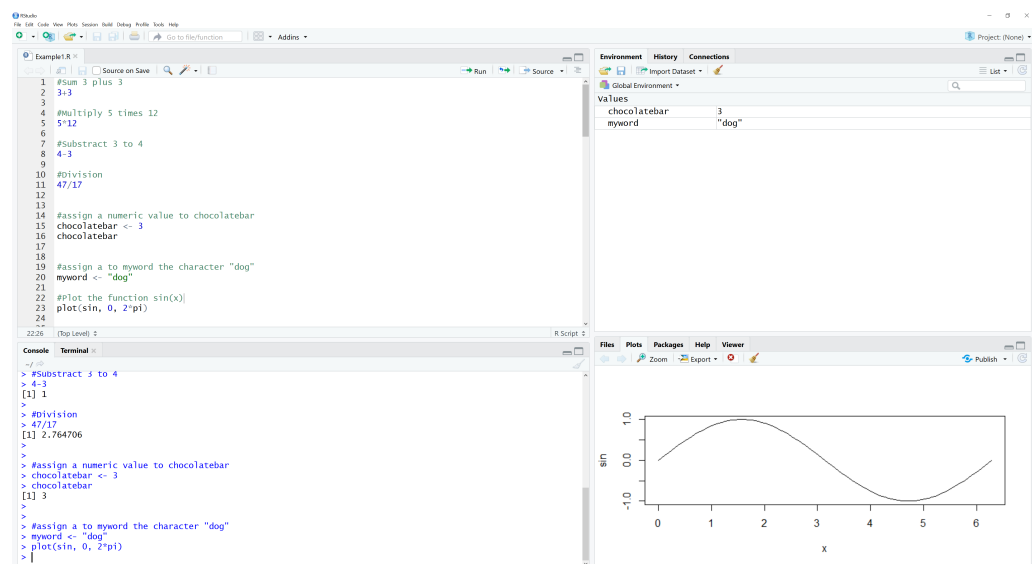 RStudio
File Edit Code View Plots Session Build Debug Profile Tools Help
Go to file/function Addins Project: (None)
Example1.R
Source on Save Run Source
1 #Sum 3 plus 3
2 3+3
3
4 #Multiply 5 times 12
5 5*12
6
7 #Substract 3 to 4
8 4-3
9
10 #Division
11 47/17
12
13
14 #assign a numeric value to chocolatebar
15 chocolatebar <- 3
16 chocolatebar
17
18
19 #assign a to myword the character "dog"
20 myword <- "dog"
21
22 #Plot the function sin(x)
23 plot(sin, 0, 2*pi)
24
22:26 (Top Level) R Script
Console Terminal
~/
> #Substract 3 to 4
> 4-3
[1] 1
>
> #Division
> 47/17
[1] 2.764706
>
>
> #assign a numeric value to chocolatebar
> chocolatebar <- 3
> chocolatebar
[1] 3
>
>
> #assign a to myword the character "dog"
> myword <- "dog"
> plot(sin, 0, 2*pi)
>
Environment History Connections
Import Dataset List
Global Environment
Values
chocolatebar 3
myword "dog"
Files Plots Packages Help Viewer
Zoom Export Publish
1.0
0.0
-1.0
sin
0 1 2 3 4 5 6
x